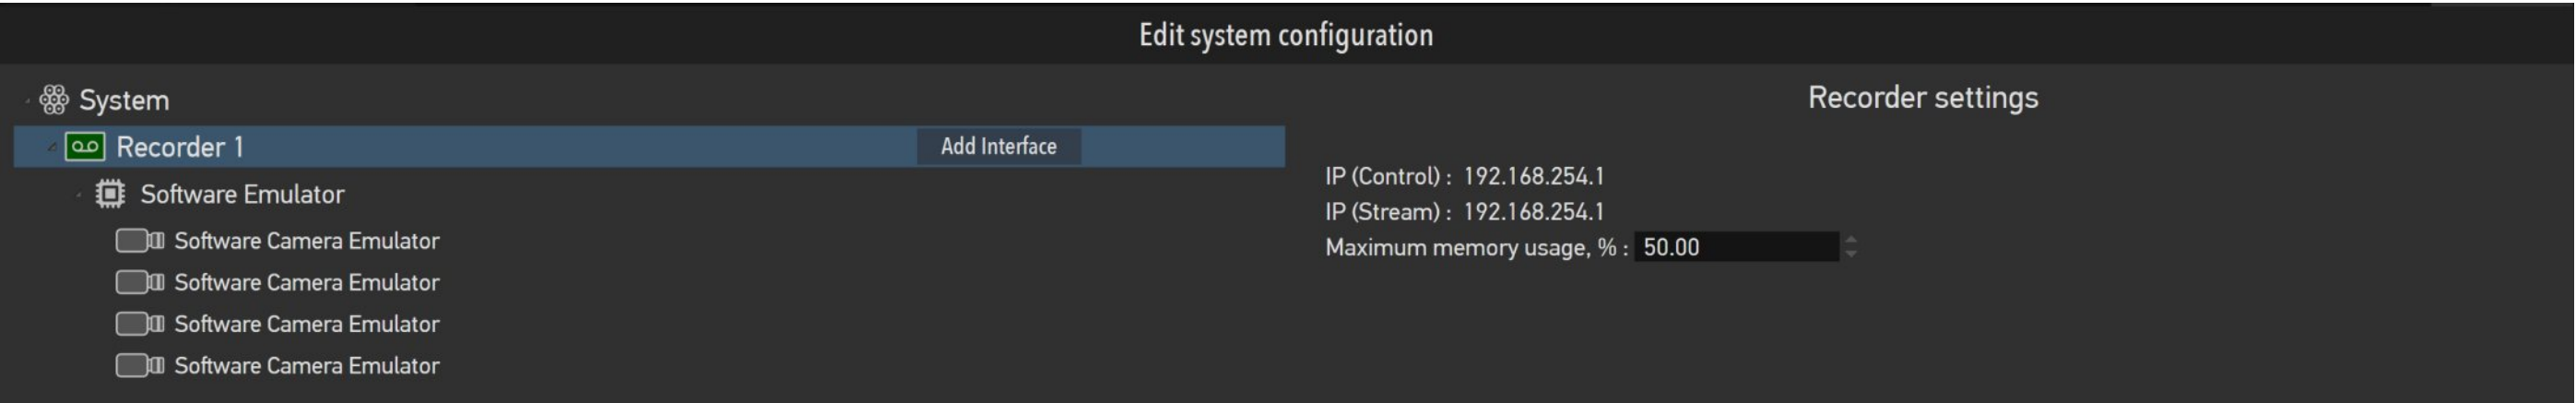 Edit system configuration
System
Recorder 1
Add Interface
Software Emulator
Software Camera Emulator
Software Camera Emulator
Software Camera Emulator
Software Camera Emulator
Recorder settings
IP (Control) : 192.168.254.1
IP (Stream) : 192.168.254.1
Maximum memory usage, % : 50.00